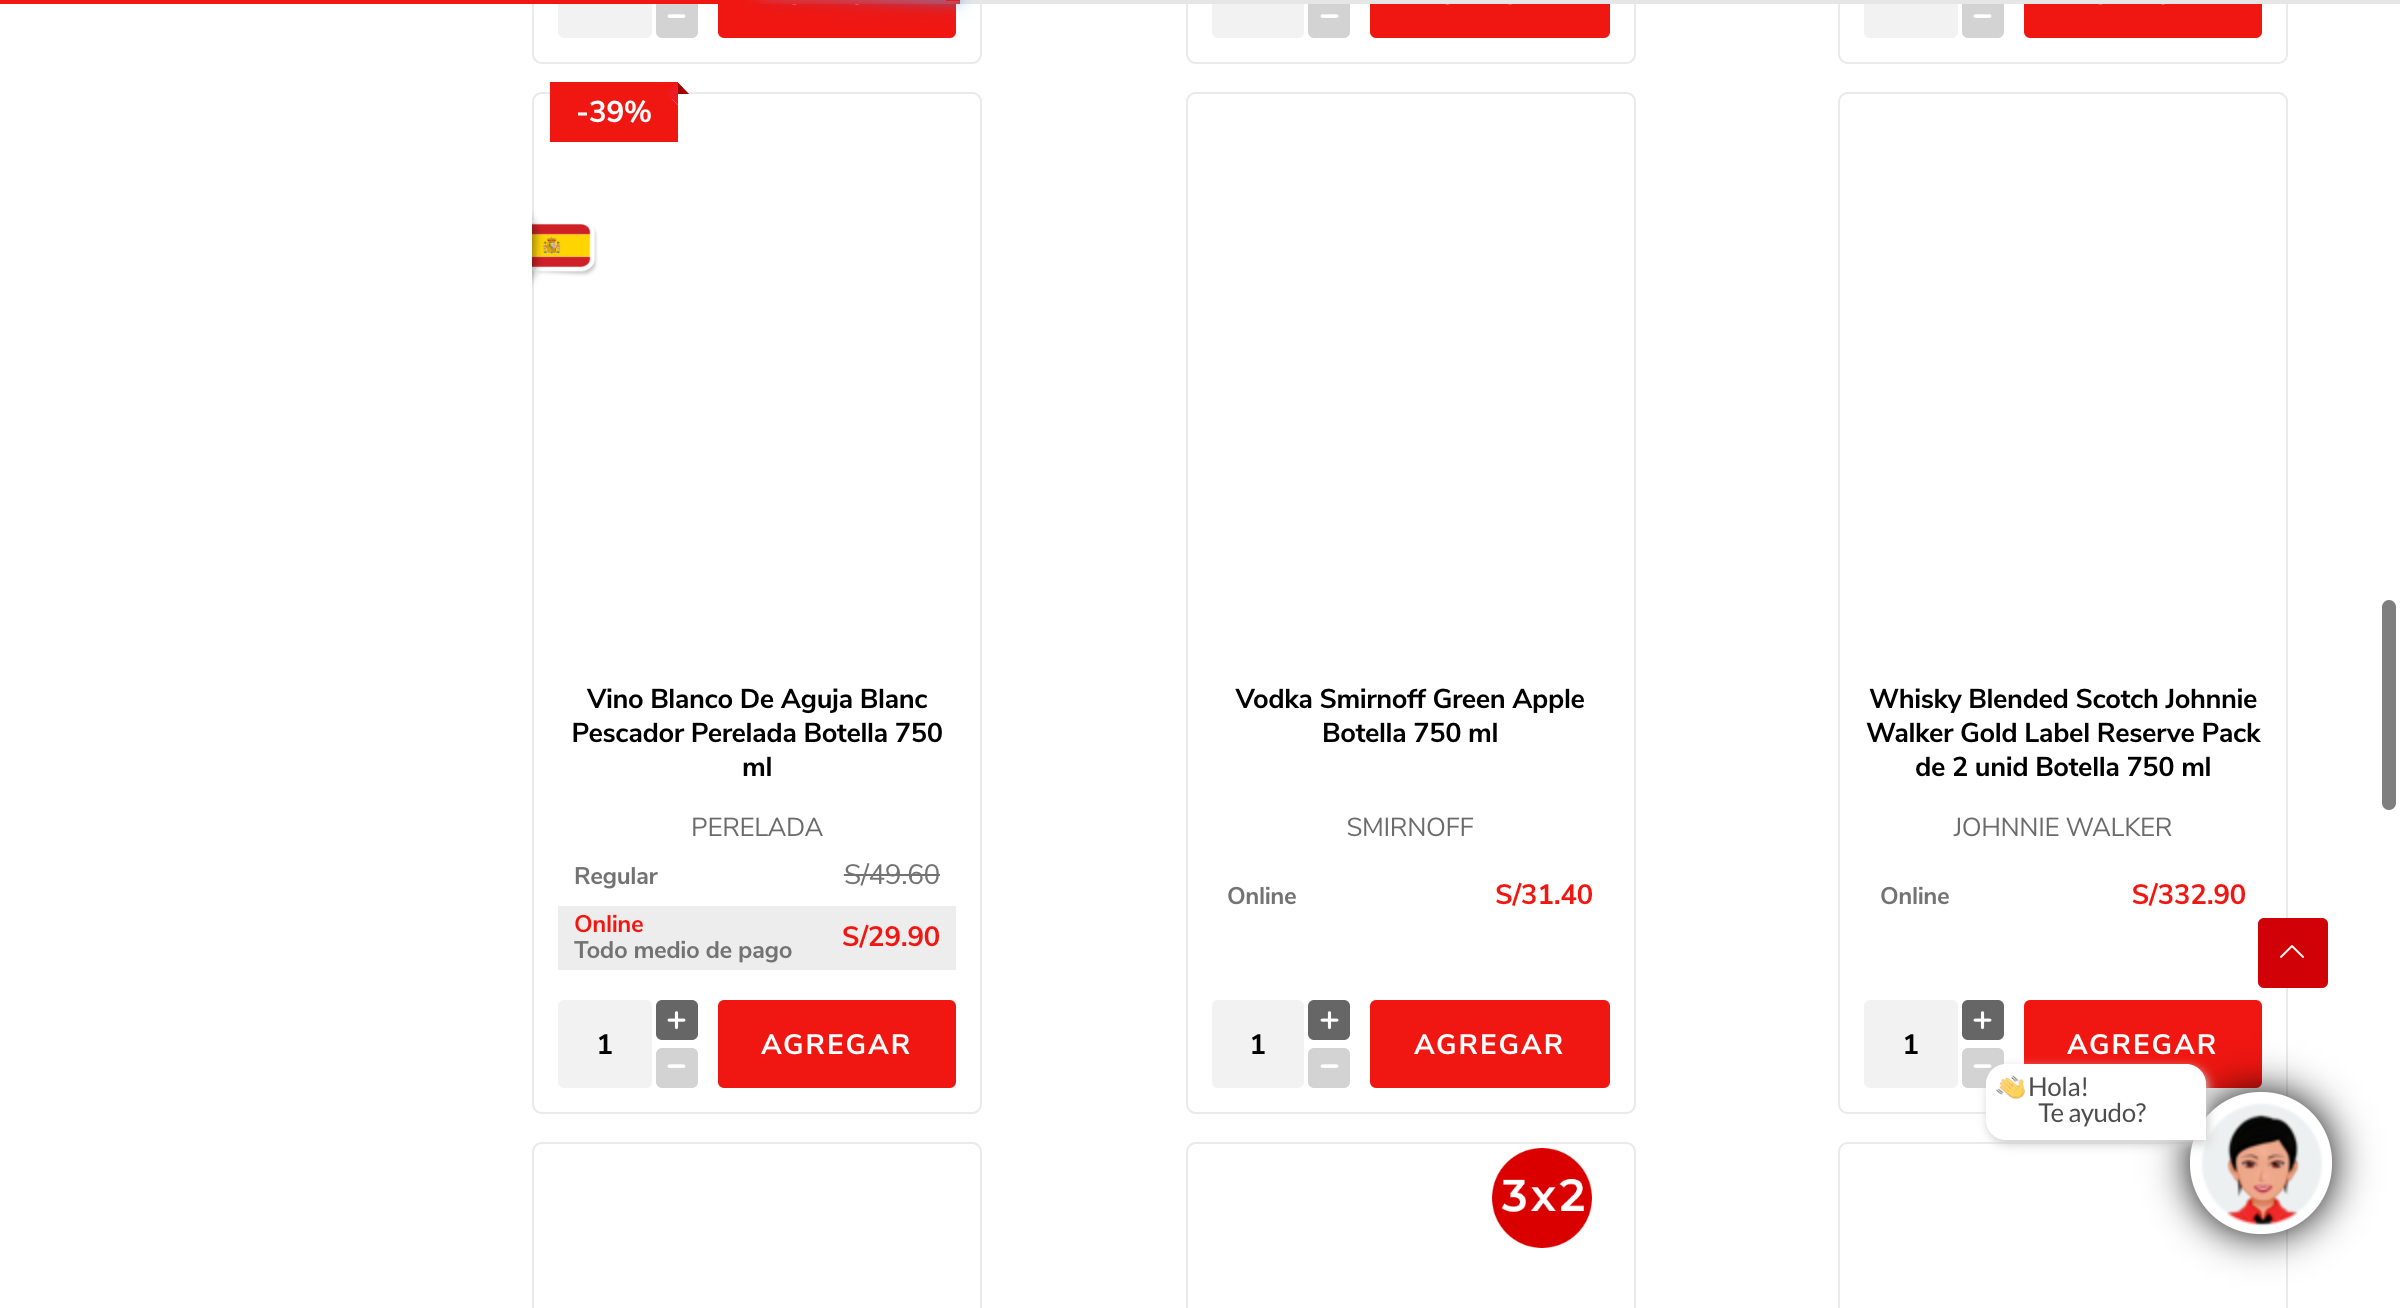 -39%
Vino Blanco De Aguja Blanc
Pescador Perelada Botella 750
ml
PERELADA
Regular S/49.60
Online
Todo medio de pago S/29.90
1 + −
AGREGAR
Vodka Smirnoff Green Apple
Botella 750 ml
SMIRNOFF
Online S/31.40
1 + −
AGREGAR
Whisky Blended Scotch Johnnie
Walker Gold Label Reserve Pack
de 2 unid Botella 750 ml
JOHNNIE WALKER
Online S/332.90
1 + −
AGREGAR
👋Hola!
Te ayudo?
3x2